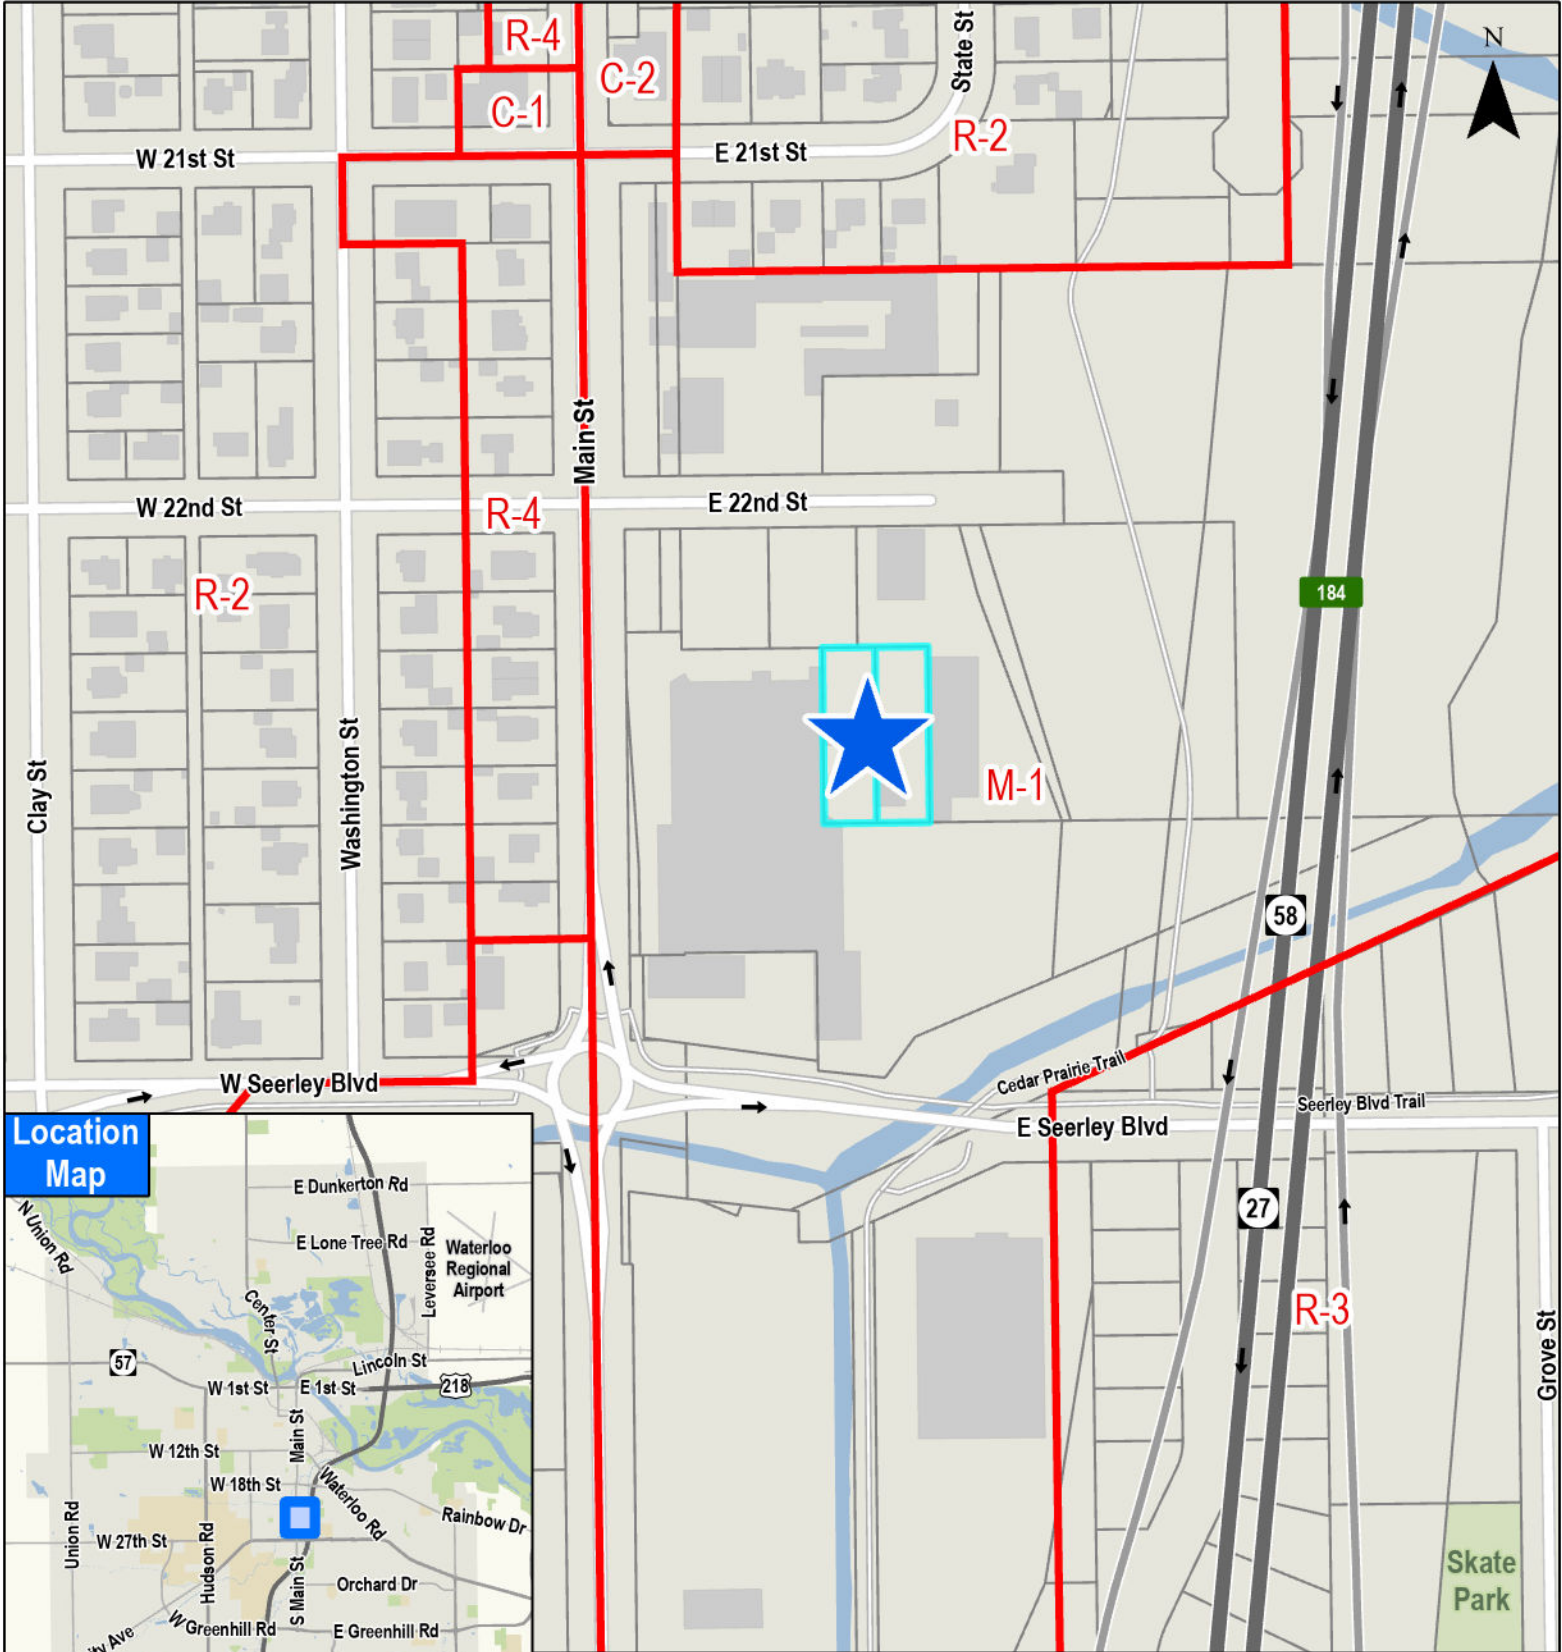 R-4
C-2
State St
N
C-1
R-2
W 21st St
E 21st St
Main St
W 22nd St
R-4
E 22nd St
R-2
184
Clay St
Washington St
M-1
58
W Seerley Blvd
Cedar Prairie Trail
Seerley Blvd Trail
E Seerley Blvd
27
R-3
Grove St
Skate
Park
Location
Map
N Union Rd
E Dunkerton Rd
E Lone Tree Rd
Leversee Rd
Waterloo
Regional
Airport
Center St
57
Lincoln St
W 1st St
E 1st St
218
Main St
W 12th St
W 18th St
Waterloo Rd
Rainbow Dr
Union Rd
W 27th St
Hudson Rd
S Main St
Orchard Dr
W Greenhill Rd
E Greenhill Rd
ity Ave